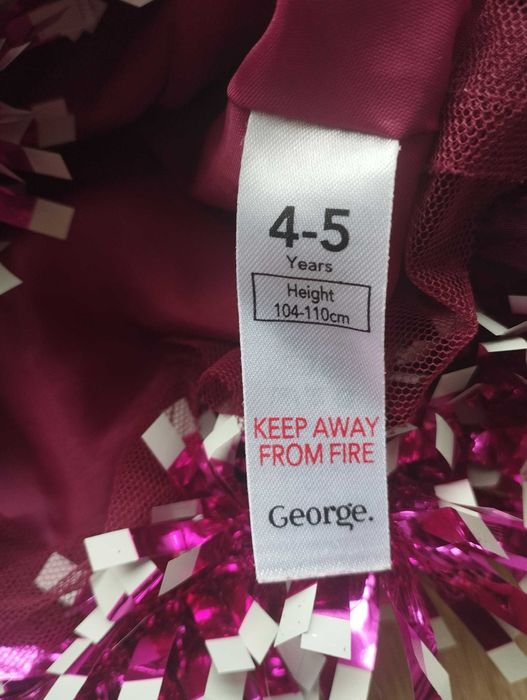 4-5
Years
Height
104-110cm
KEEP AWAY
FROM FIRE
George.